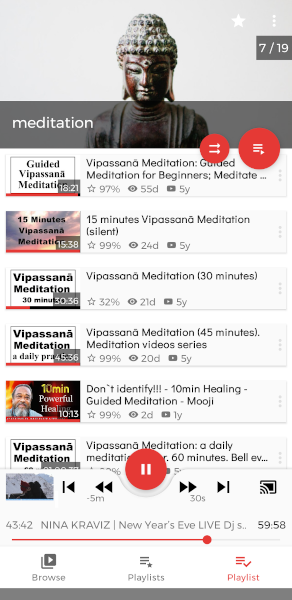 7 / 19
meditation
Guided
Vipassanā
Meditation
18:21
Vipassanā Meditation: Guided
Meditation for Beginners; Meditate ...
97% 55d 5y
15 Minutes
Vipassanā
Meditation
15:38
15 minutes Vipassanā Meditation
(silent)
99% 24d 5y
Vipassanā
Meditation
30 minutes
30:36
Vipassanā Meditation (30 minutes)
32% 21d 5y
Vipassanā
Meditation
a daily
45:36
Vipassanā Meditation (45 minutes).
Meditation videos series
99% 20d 5y
10min
Powerful
Healing
10:13
Don`t identify!!! - 10min Healing -
Guided Meditation - Mooji
99% 2d 1y
Vipassanā
Meditation
Vipassanā Meditation: a daily
60 minutes. Bell ev...
-5m
30s
43:42 NINA KRAVIZ | New Year's Eve LIVE Dj s.. 59:58
Browse
Playlists
Playlist